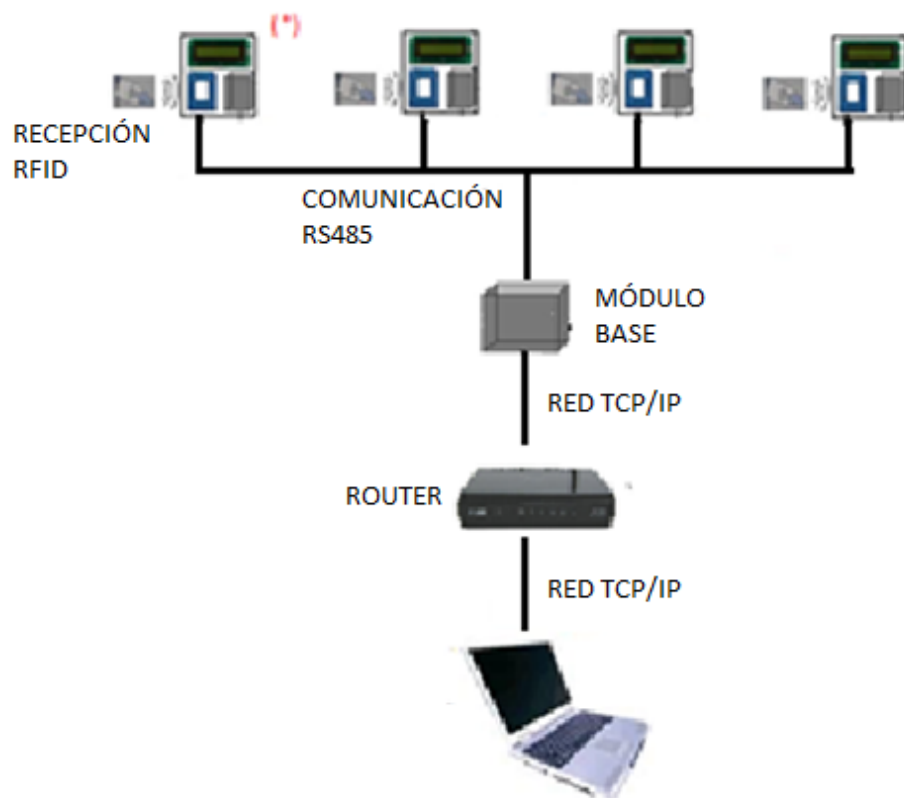 (*)
RECEPCIÓN
RFID
COMUNICACIÓN
RS485
MÓDULO
BASE
RED TCP/IP
ROUTER
RED TCP/IP